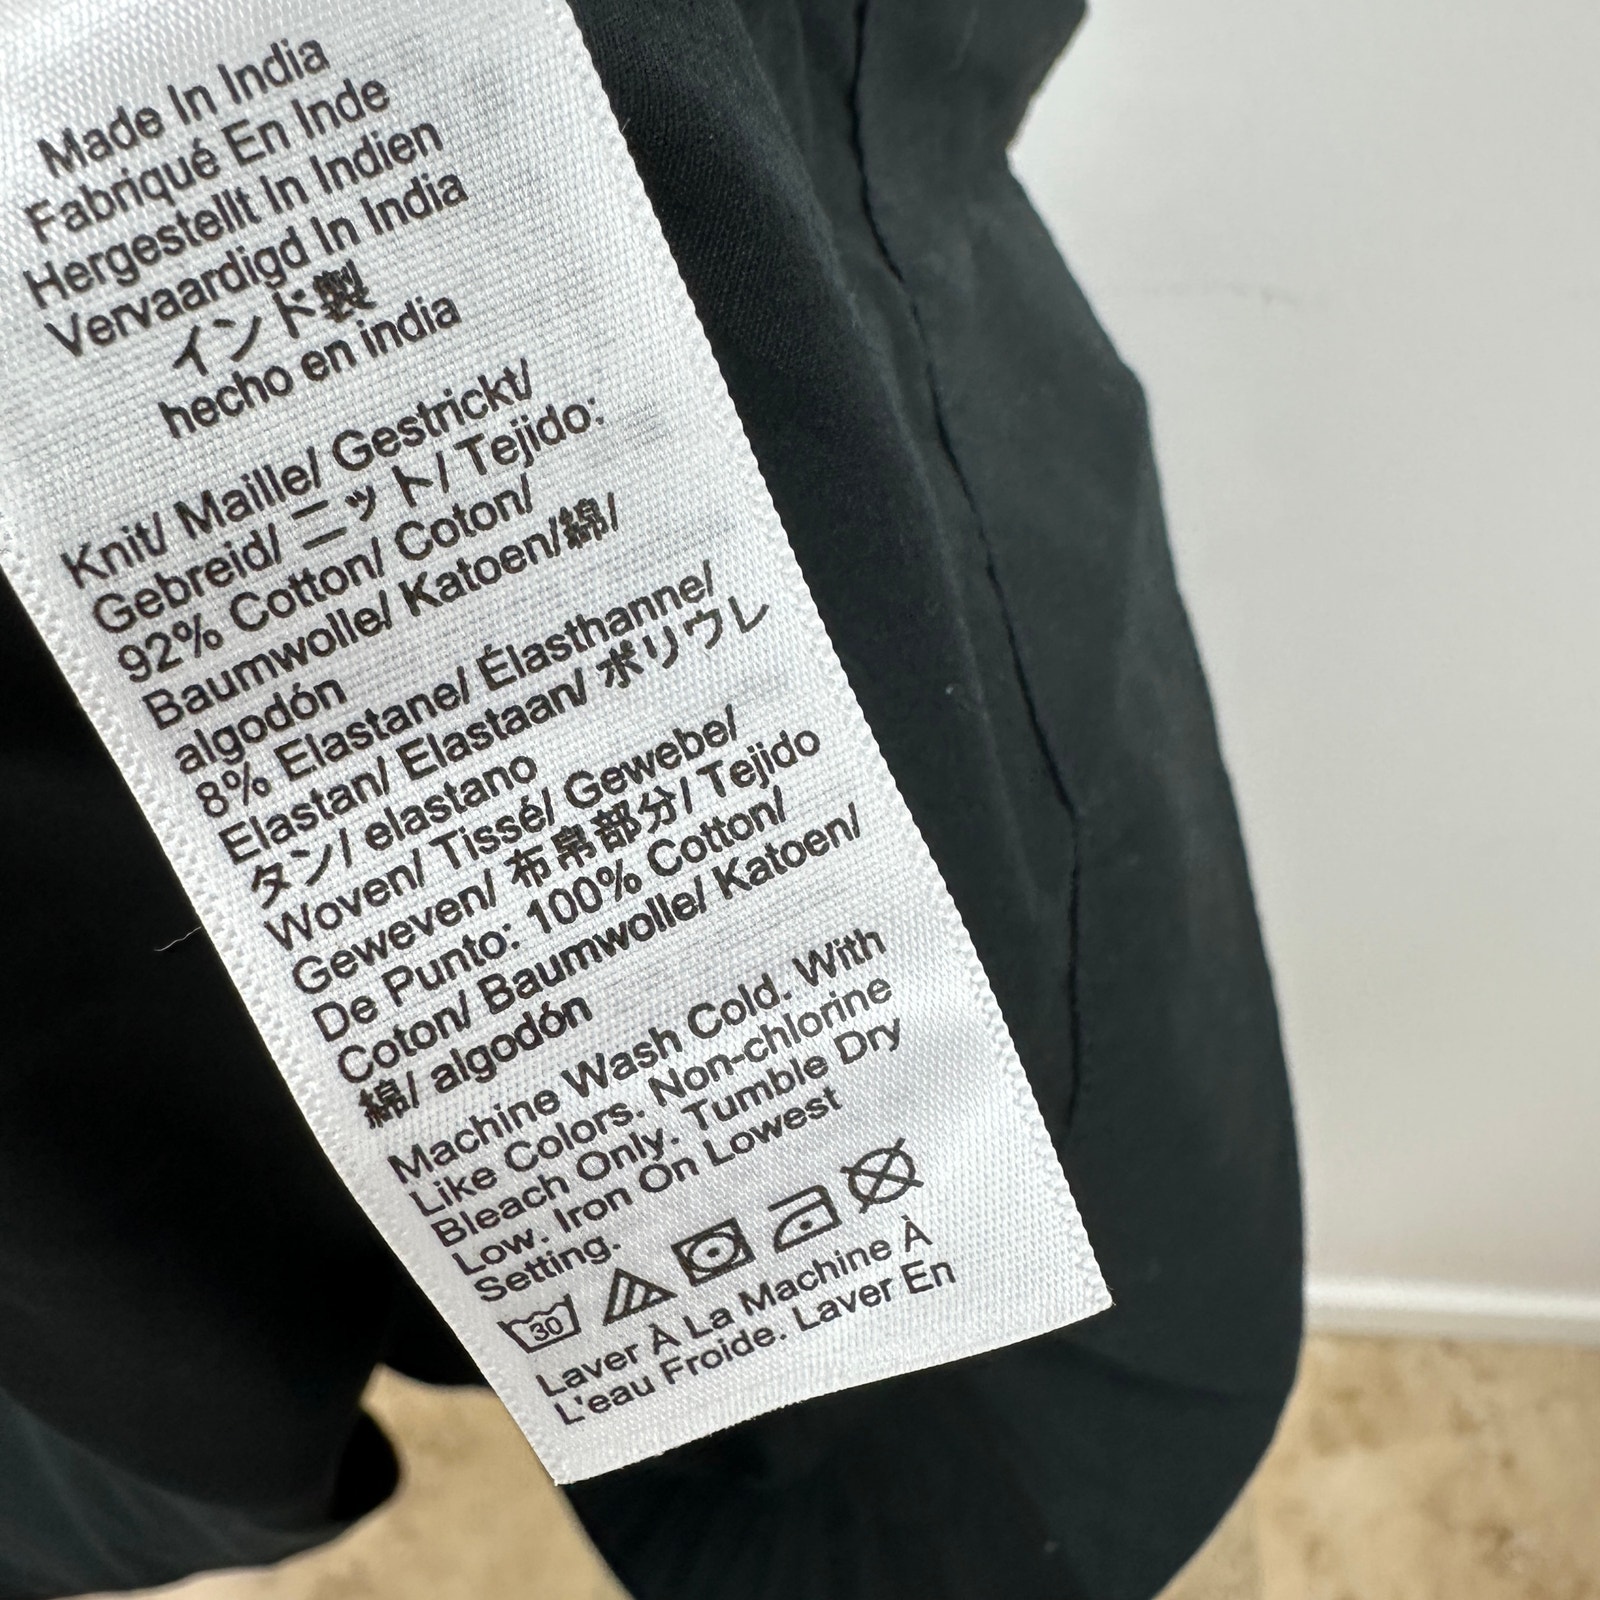 Made In India
Fabriqué En Inde
Hergestellt In Indien
Vervaardigd In India
インド製
hecho en india
Knit/ Maille/ Gestrickt/
Gebreid/ ニット/ Tejido:
92% Cotton/ Coton/
Baumwolle/ Katoen/綿/
algodón
8% Elastane/ Élasthanne/
Elastan/ Elastaan/ ポリウレ
タン/ elastano
Woven/ Tissé/ Gewebe/
Geweven/ 布帛部分/ Tejido
De Punto: 100% Cotton/
Coton/ Baumwolle/ Katoen/
綿/ algodón
Machine Wash Cold. With
Like Colors. Non-chlorine
Bleach Only. Tumble Dry
Low. Iron On Lowest
Setting.
30
Laver À La Machine À
L'eau Froide. Laver En